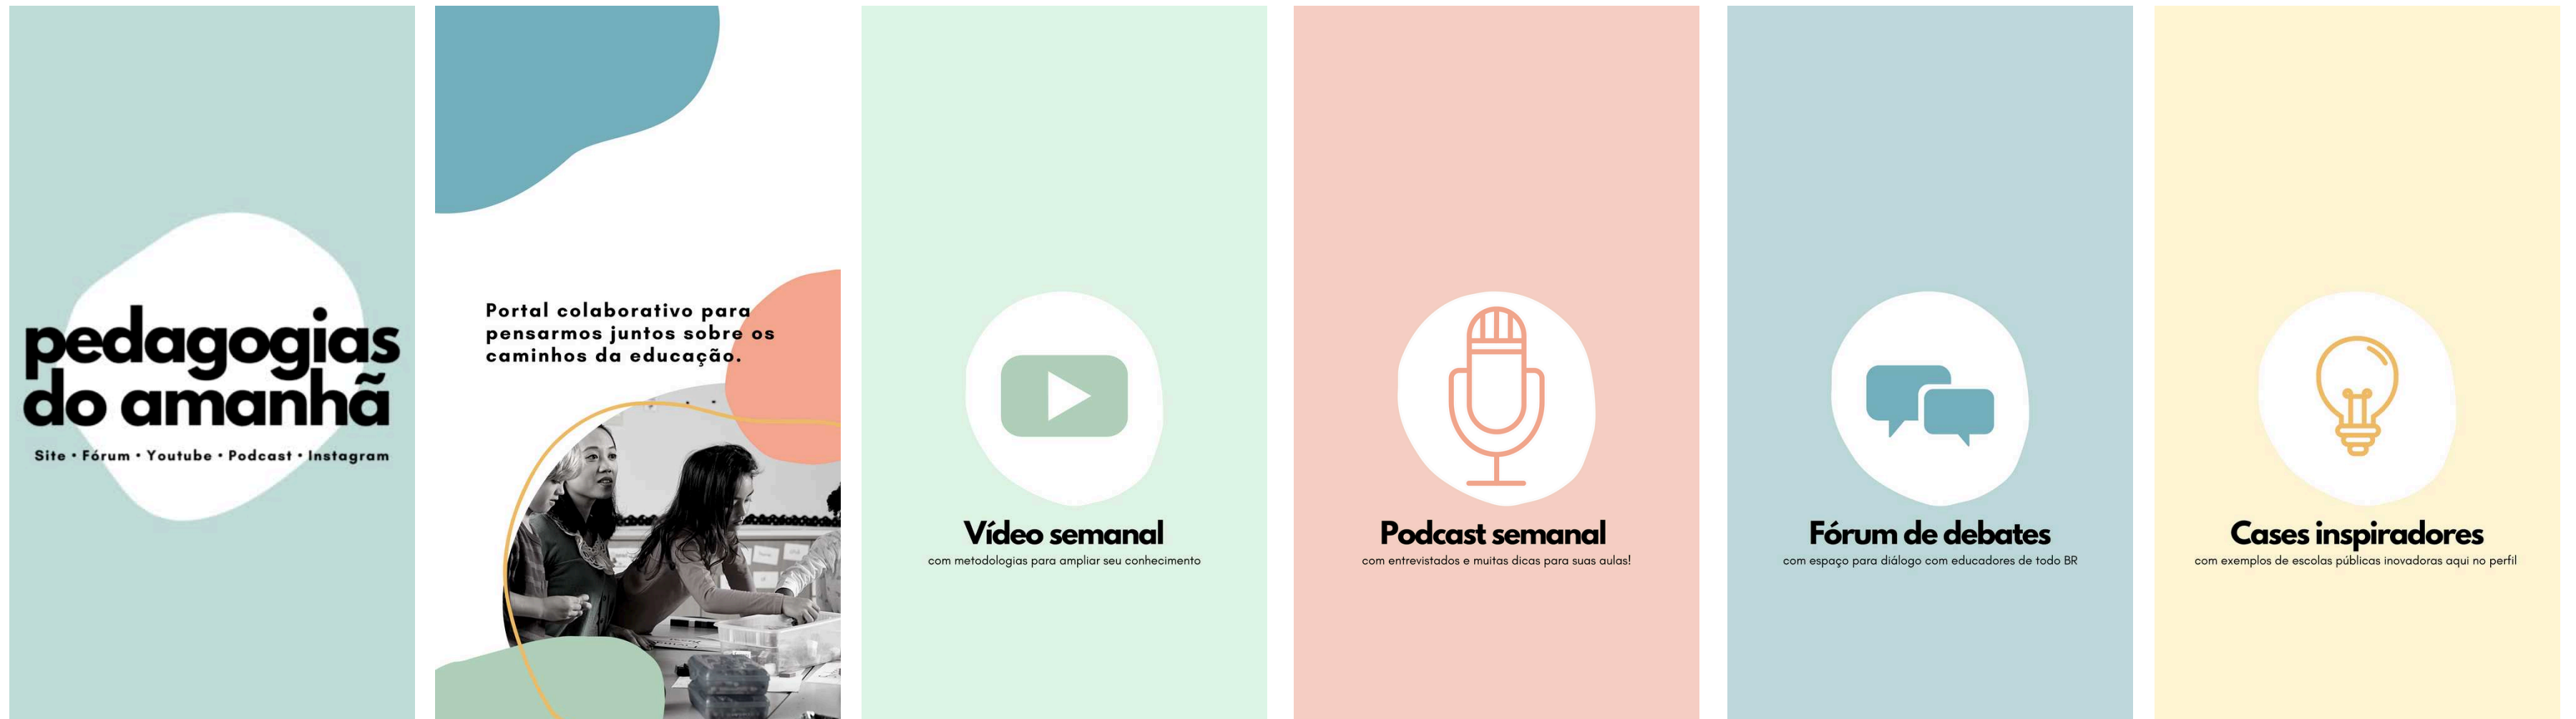 pedagogias
do amanhã
Site • Fórum • Youtube • Podcast • Instagram
Portal colaborativo para
pensarmos juntos sobre os
caminhos da educação.
Vídeo semanal
com metodologias para ampliar seu conhecimento
Podcast semanal
com entrevistados e muitas dicas para suas aulas!
Fórum de debates
com espaço para diálogo com educadores de todo BR
Cases inspiradores
com exemplos de escolas públicas inovadoras aqui no perfil